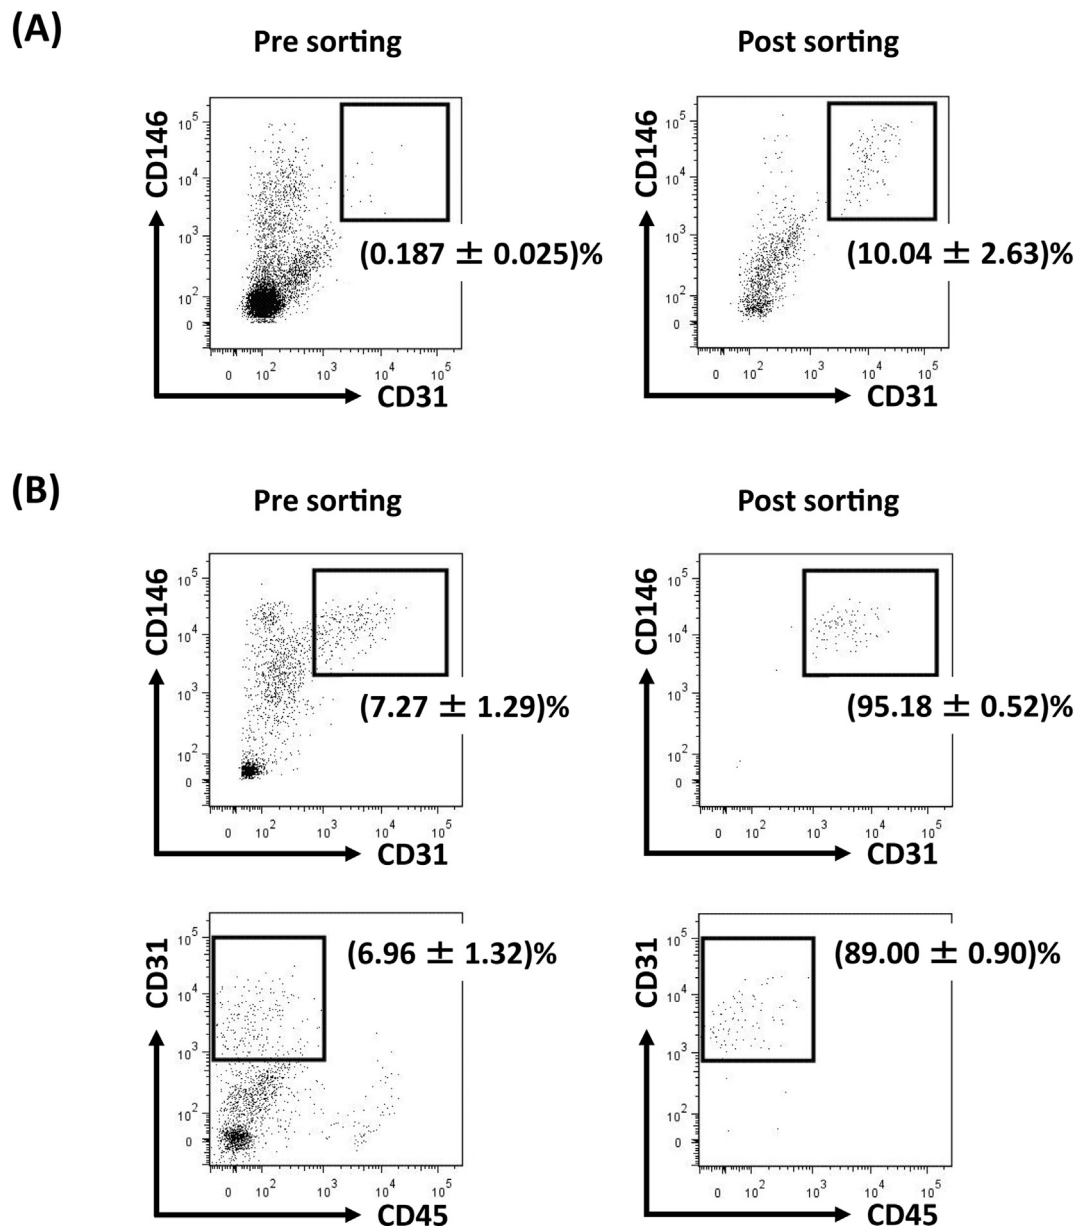 (A)
Pre sorting
Post sorting
CD146
10^5
10^4
10^3
10^2
0
(0.187 ± 0.025)%
0 10^2 10^3 10^4 10^5
CD31
CD146
10^5
10^4
10^3
10^2
0
(10.04 ± 2.63)%
0 10^2 10^3 10^4 10^5
CD31
(B)
Pre sorting
Post sorting
CD146
10^5
10^4
10^3
10^2
0
(7.27 ± 1.29)%
0 10^2 10^3 10^4 10^5
CD31
CD146
10^5
10^4
10^3
10^2
0
(95.18 ± 0.52)%
0 10^2 10^3 10^4 10^5
CD31
CD31
10^5
10^4
10^3
10^2
0
(6.96 ± 1.32)%
0 10^2 10^3 10^4 10^5
CD45
CD31
10^5
10^4
10^3
10^2
0
(89.00 ± 0.90)%
0 10^2 10^3 10^4 10^5
CD45